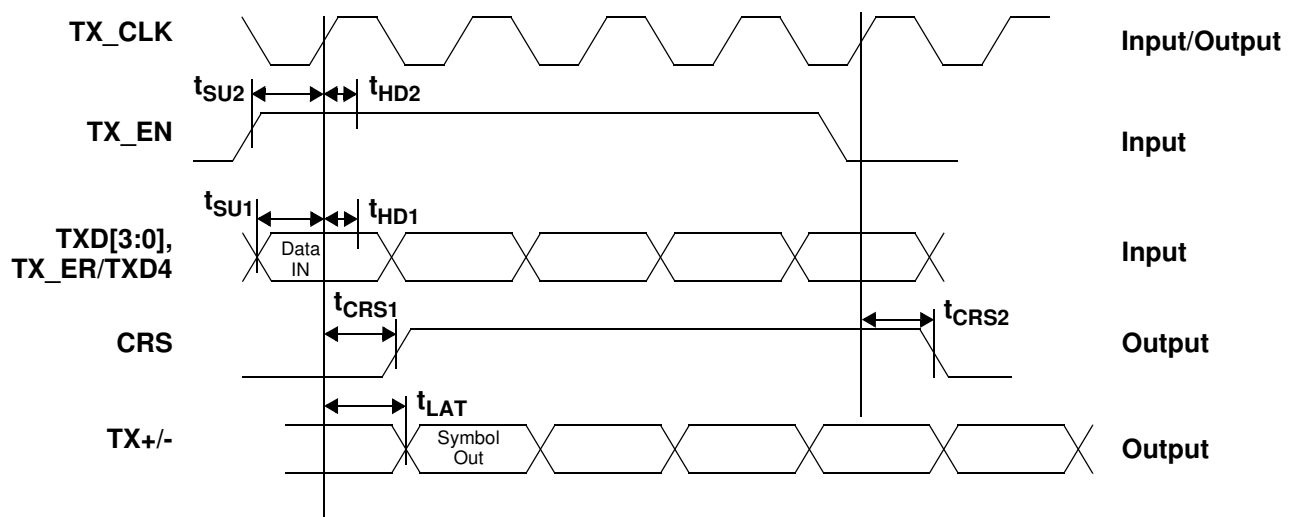 TX_CLK
Input/Output
tSU2
tHD2
TX_EN
Input
tSU1
tHD1
TXD[3:0],
TX_ER/TXD4
Data
IN
Input
tCRS1
tCRS2
CRS
Output
tLAT
TX+/-
Symbol
Out
Output